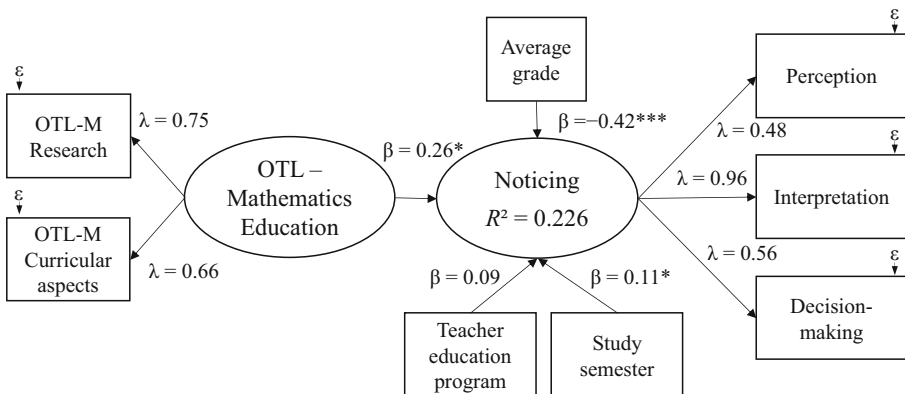 ε
OTL-M
Research
λ = 0.75
ε
OTL-M
Curricular
aspects
λ = 0.66
OTL –
Mathematics
Education
β = 0.26*
Average
grade
β=−0.42***
Noticing
R² = 0.226
β = 0.09
β = 0.11*
Teacher
education
program
Study
semester
ε
Perception
λ = 0.48
ε
λ = 0.96
Interpretation
λ = 0.56
ε
Decision-
making